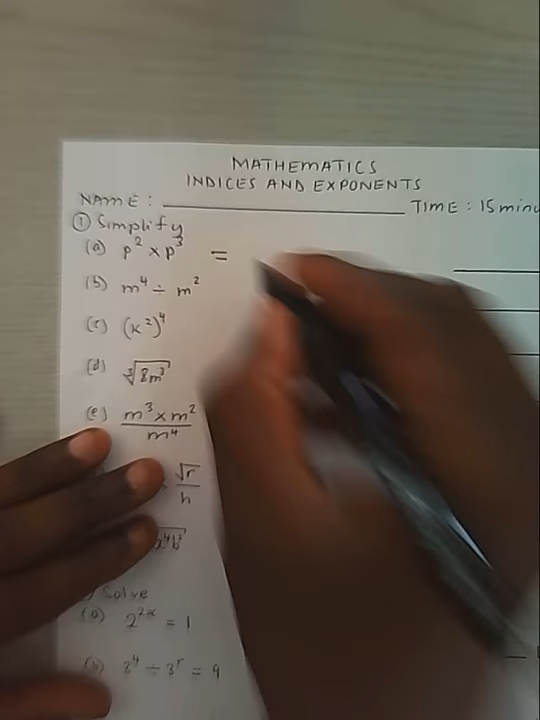 MATHEMATICS
INDICES AND EXPONENTS
NAME : ____________ TIME : 15 minu
① Simplify
(a) p² × p³ =
(b) m⁴ ÷ m²
(c) (k²)⁴
(d) ∛8m³
(e) m³ × m² / m⁴
√r / h
Solve
(a) 2²ˣ = 1
(b) 3⁴ ÷ 3ʳ = 9